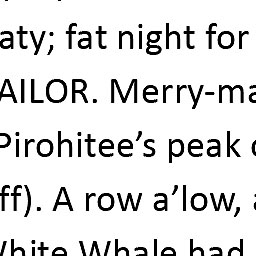 aty; fat night for
AILOR. Merry-ma
Pirohitee’s peak
ff). A row a’low,
White Whale had